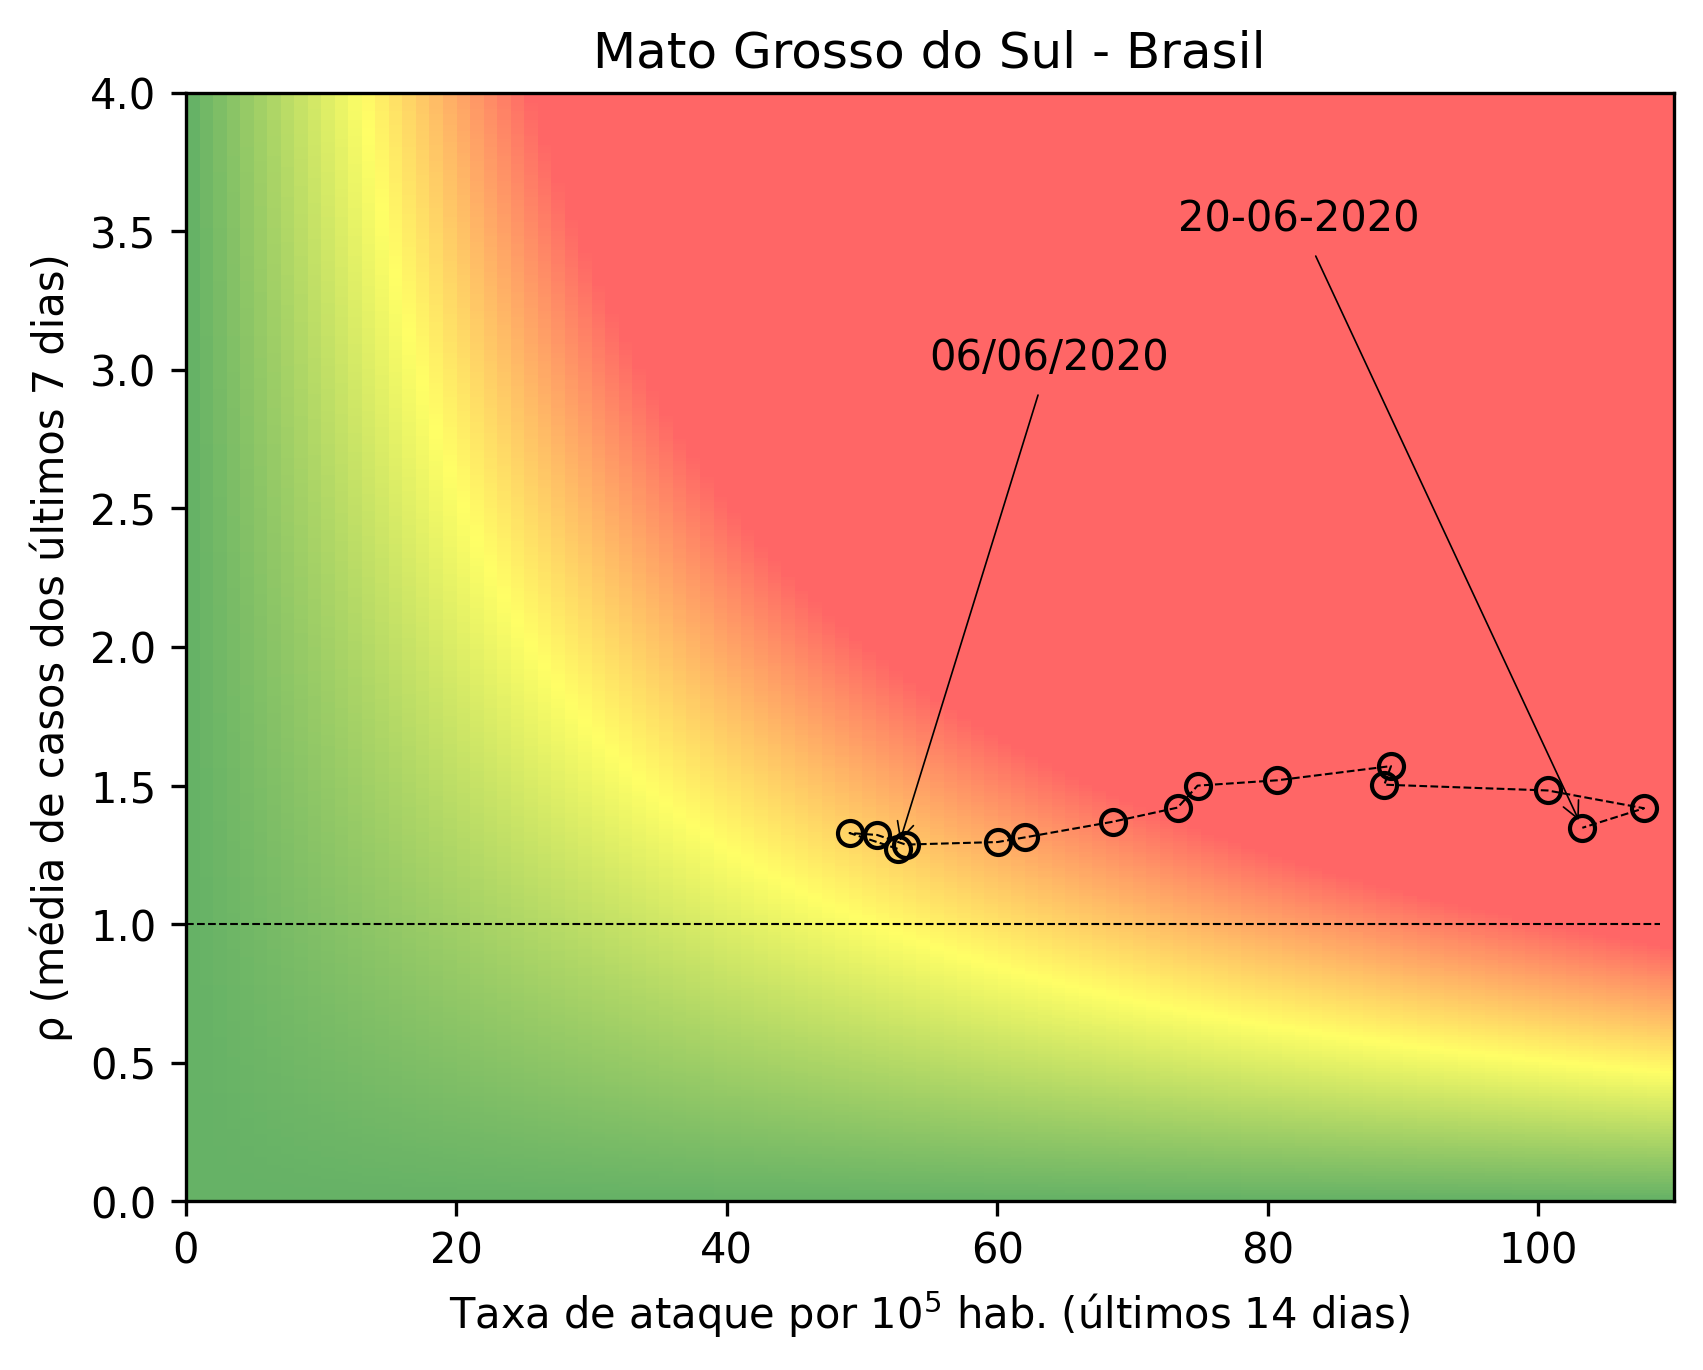 Mato Grosso do Sul - Brasil
4.0
3.5
3.0
2.5
2.0
1.5
1.0
0.5
0.0
ρ (média de casos dos últimos 7 dias)
20-06-2020
06/06/2020
0 20 40 60 80 100
Taxa de ataque por 10⁵ hab. (últimos 14 dias)